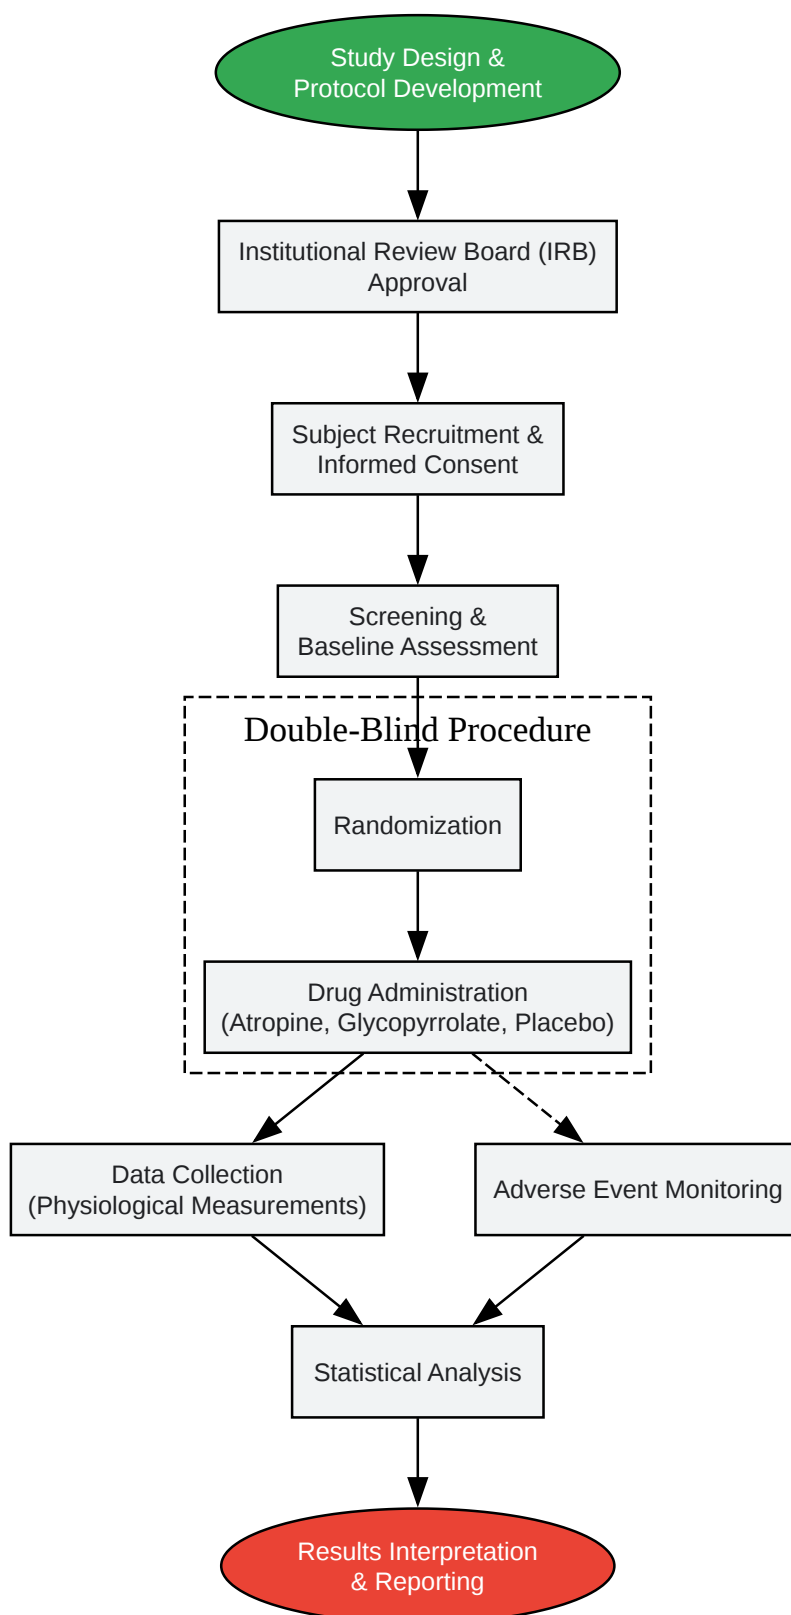 Study Design &
Protocol Development
Institutional Review Board (IRB)
Approval
Subject Recruitment &
Informed Consent
Screening &
Baseline Assessment
Double-Blind Procedure
Randomization
Drug Administration
(Atropine, Glycopyrrolate, Placebo)
Data Collection
(Physiological Measurements)
Adverse Event Monitoring
Statistical Analysis
Results Interpretation
& Reporting